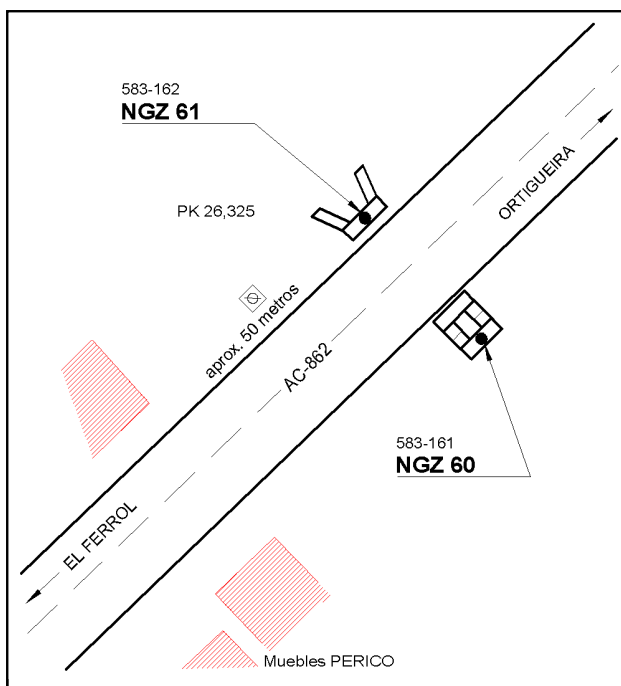 583-162
NGZ 61
PK 26,325
ORTIGUEIRA
aprox. 50 metros
AC-862
583-161
NGZ 60
EL FERROL
Muebles PERICO